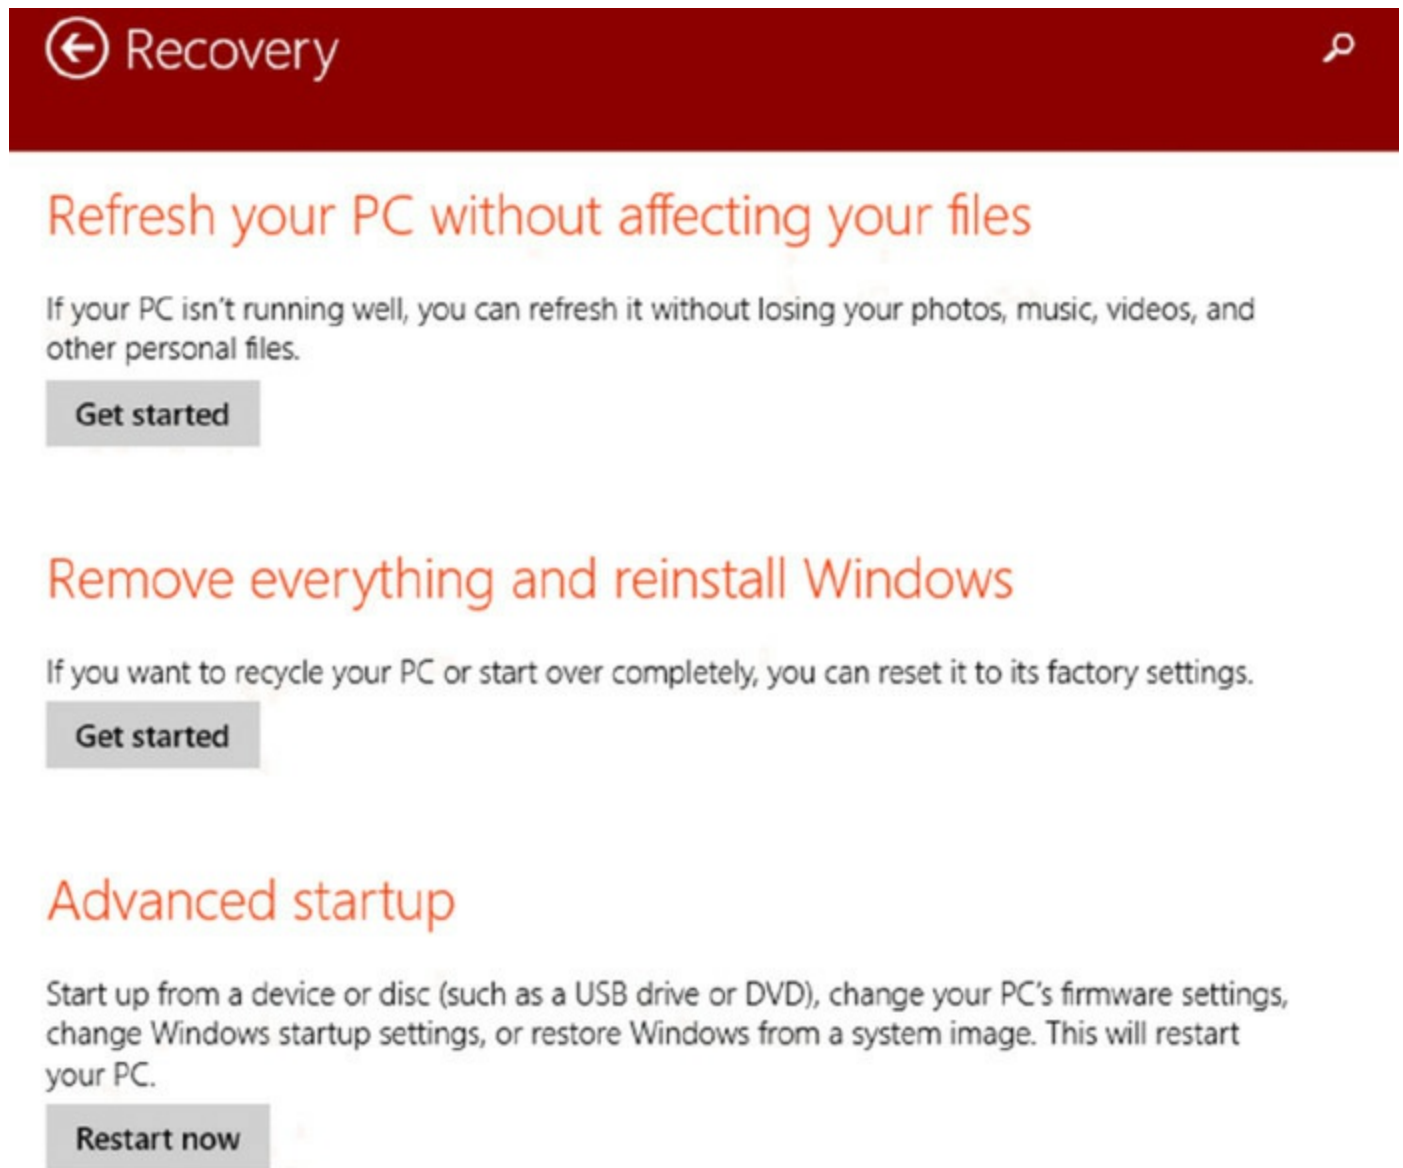 Recovery
Refresh your PC without affecting your files
If your PC isn't running well, you can refresh it without losing your photos, music, videos, and
other personal files.
Get started
Remove everything and reinstall Windows
If you want to recycle your PC or start over completely, you can reset it to its factory settings.
Get started
Advanced startup
Start up from a device or disc (such as a USB drive or DVD), change your PC's firmware settings,
change Windows startup settings, or restore Windows from a system image. This will restart
your PC.
Restart now